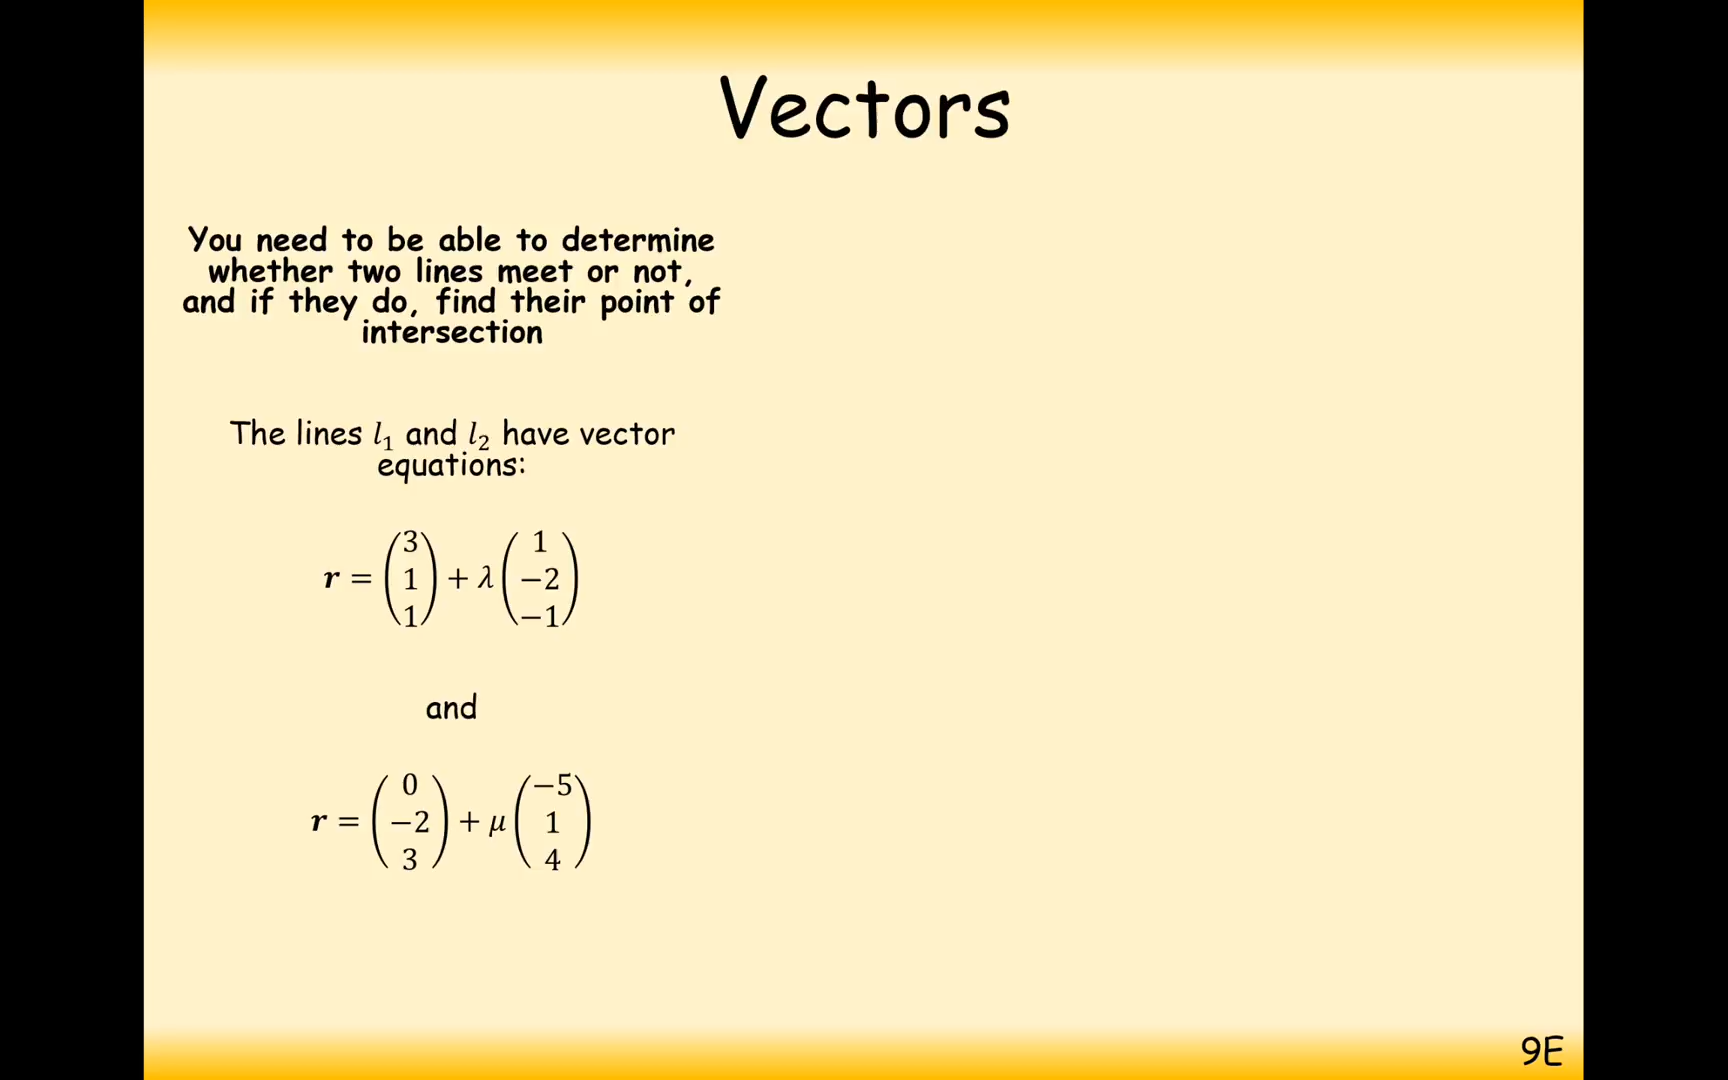 Vectors
You need to be able to determine
whether two lines meet or not,
and if they do, find their point of
intersection
The lines l₁ and l₂ have vector
equations:
r = (3, 1, 1) + λ (1, −2, −1)
and
r = (0, −2, 3) + μ (−5, 1, 4)
9E